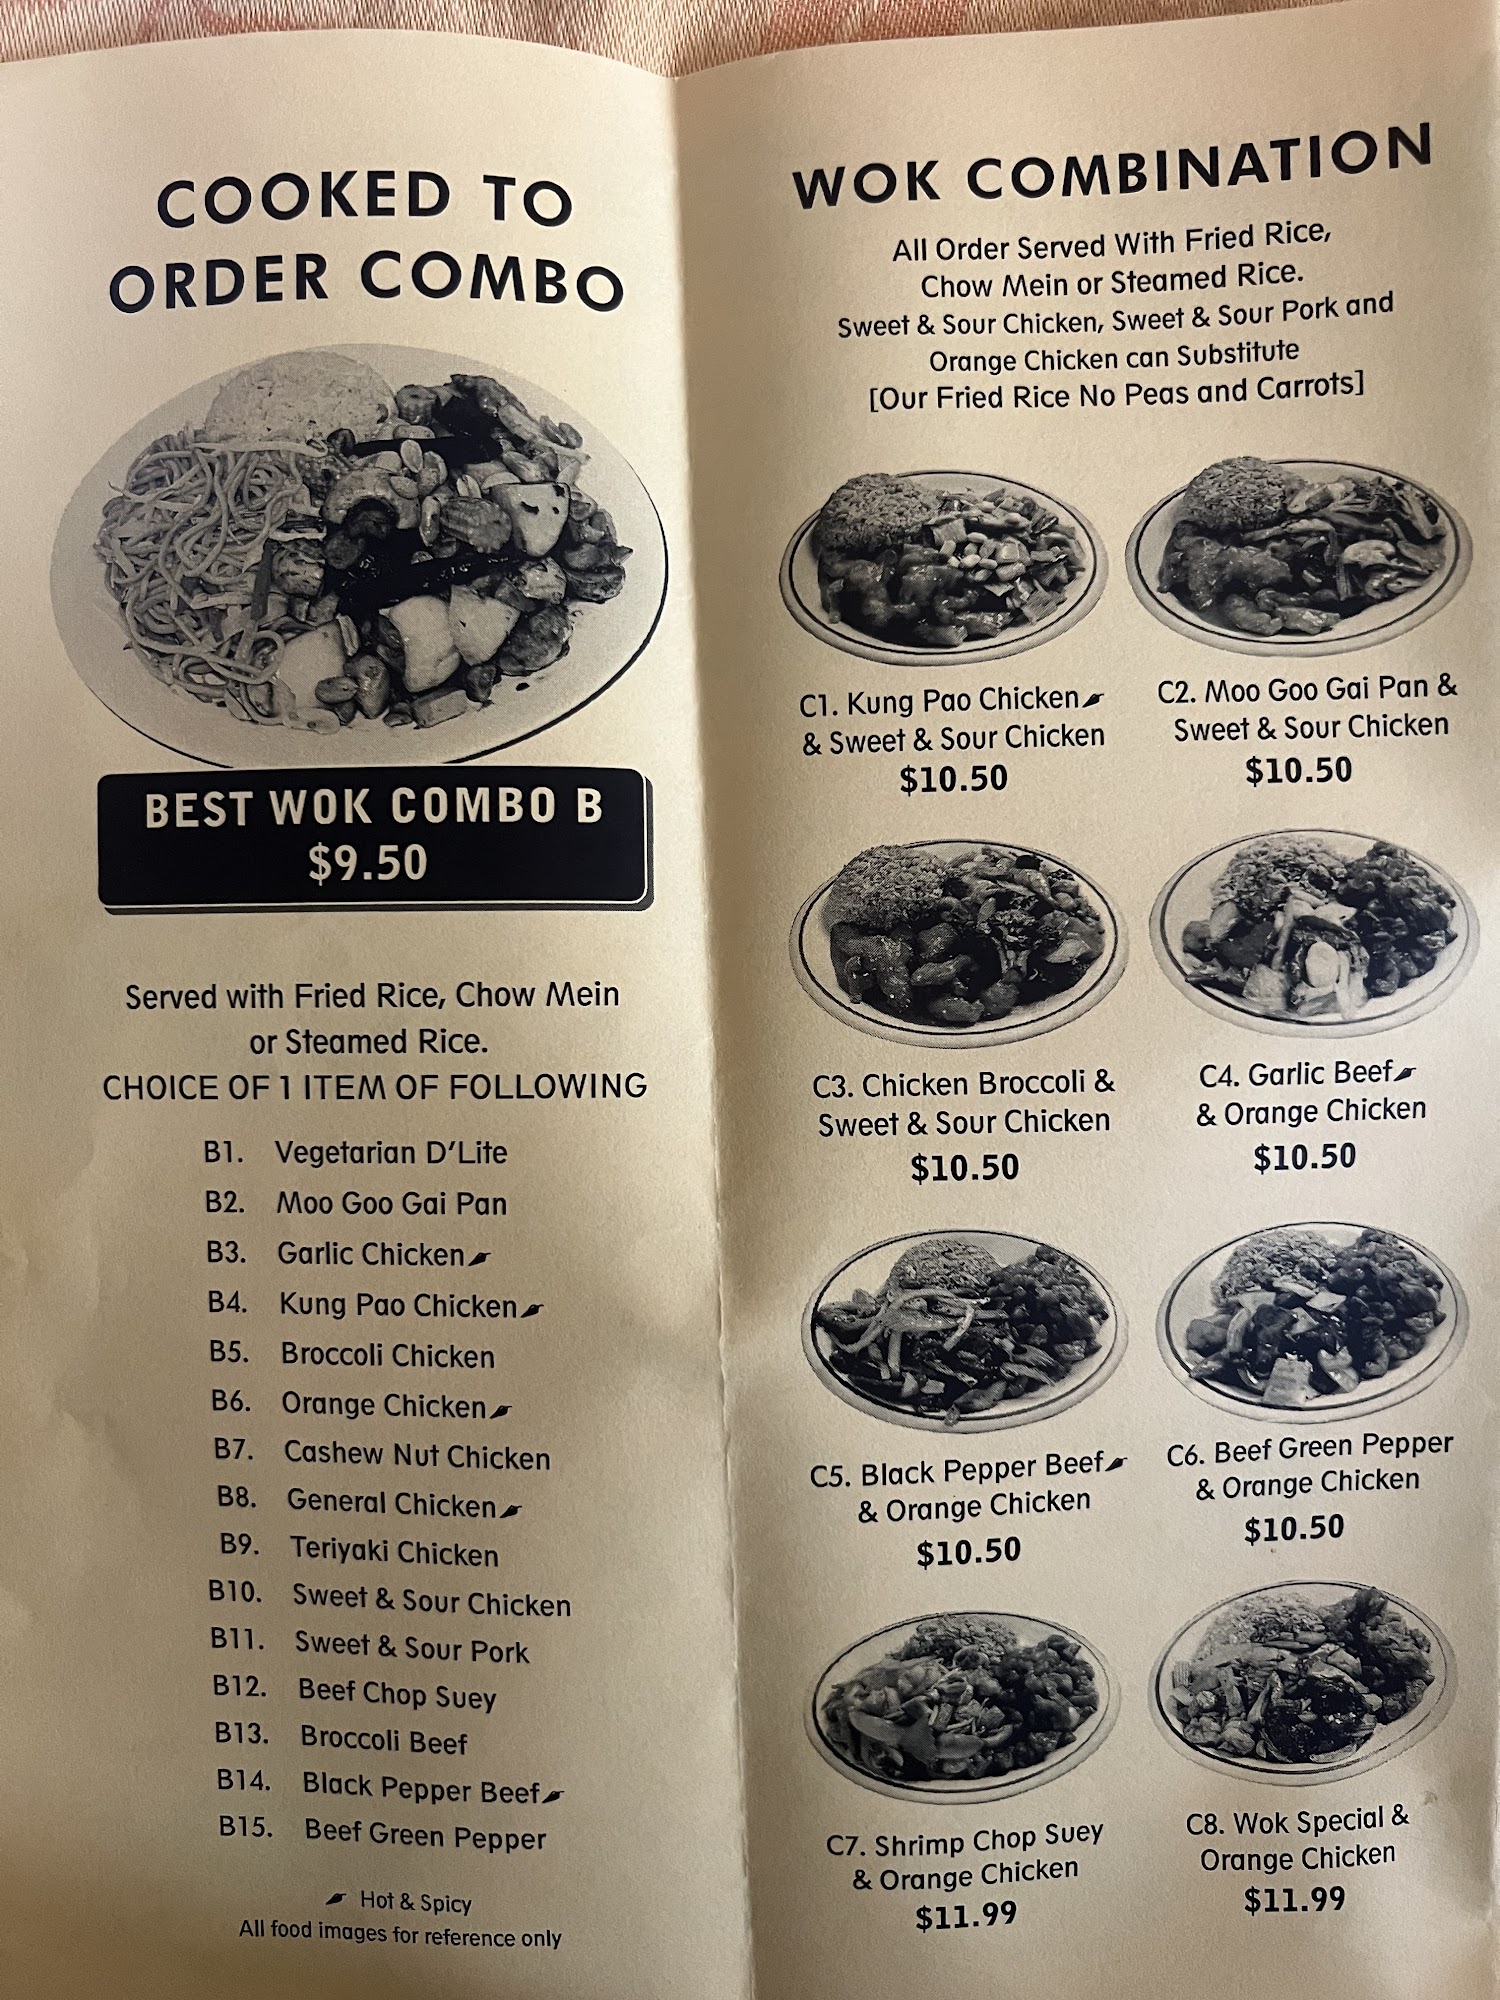 COOKED TO
ORDER COMBO
BEST WOK COMBO B
$9.50
Served with Fried Rice, Chow Mein
or Steamed Rice.
CHOICE OF 1 ITEM OF FOLLOWING
B1. Vegetarian D'Lite
B2. Moo Goo Gai Pan
B3. Garlic Chicken
B4. Kung Pao Chicken
B5. Broccoli Chicken
B6. Orange Chicken
B7. Cashew Nut Chicken
B8. General Chicken
B9. Teriyaki Chicken
B10. Sweet & Sour Chicken
B11. Sweet & Sour Pork
B12. Beef Chop Suey
B13. Broccoli Beef
B14. Black Pepper Beef
B15. Beef Green Pepper
Hot & Spicy
All food images for reference only
WOK COMBINATION
All Order Served With Fried Rice,
Chow Mein or Steamed Rice.
Sweet & Sour Chicken, Sweet & Sour Pork and
Orange Chicken can Substitute
[Our Fried Rice No Peas and Carrots]
C1. Kung Pao Chicken
& Sweet & Sour Chicken
$10.50
C2. Moo Goo Gai Pan &
Sweet & Sour Chicken
$10.50
C3. Chicken Broccoli &
Sweet & Sour Chicken
$10.50
C4. Garlic Beef
& Orange Chicken
$10.50
C5. Black Pepper Beef
& Orange Chicken
$10.50
C6. Beef Green Pepper
& Orange Chicken
$10.50
C7. Shrimp Chop Suey
& Orange Chicken
$11.99
C8. Wok Special &
Orange Chicken
$11.99